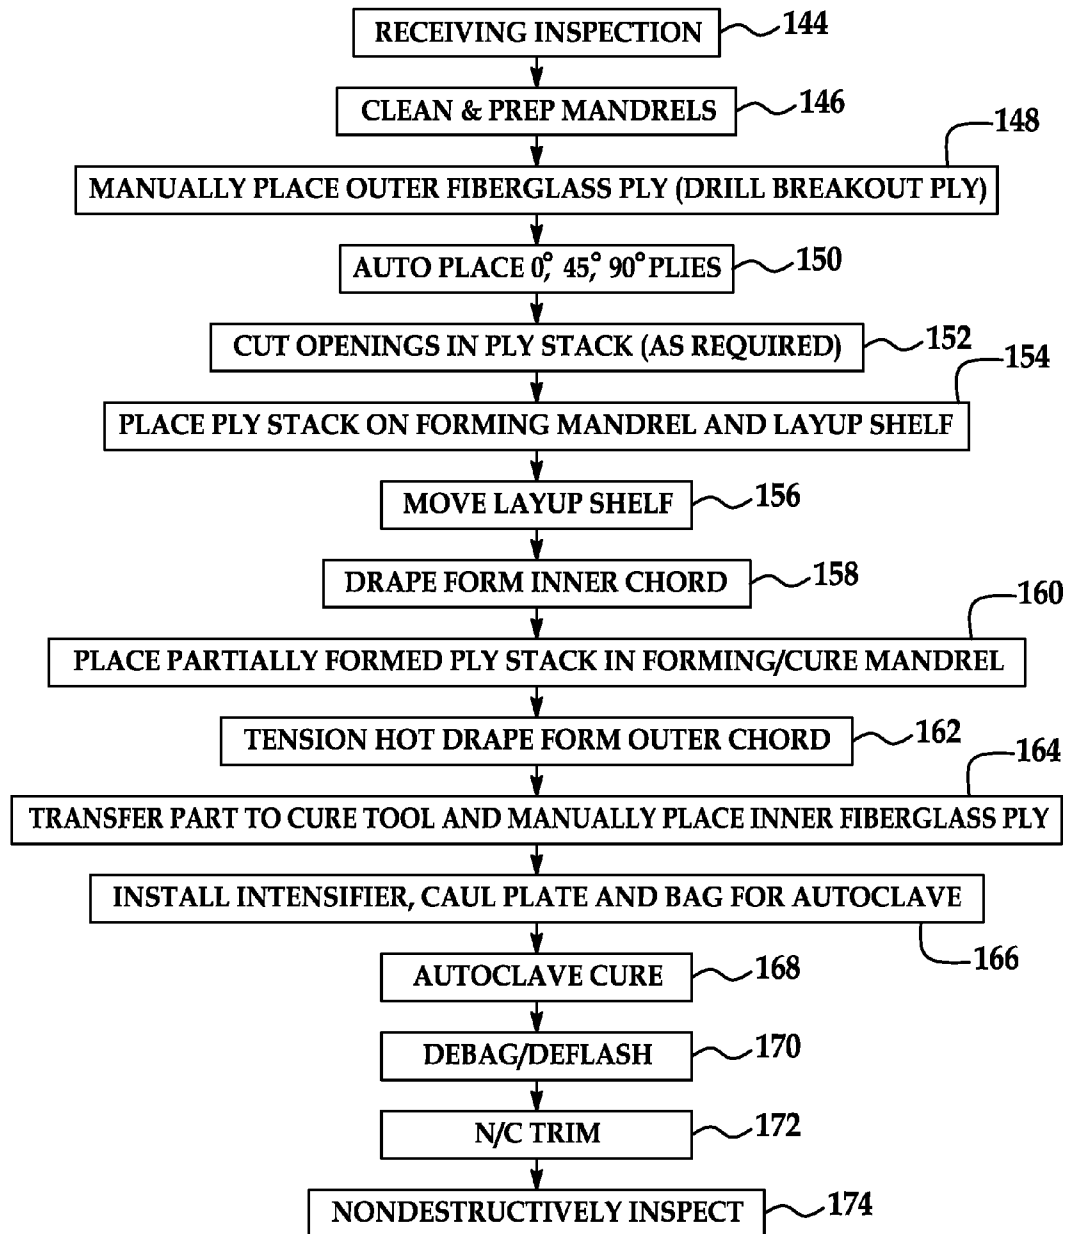 RECEIVING INSPECTION 144
CLEAN & PREP MANDRELS 146
148
MANUALLY PLACE OUTER FIBERGLASS PLY (DRILL BREAKOUT PLY)
AUTO PLACE 0°, 45°, 90° PLIES 150
CUT OPENINGS IN PLY STACK (AS REQUIRED) 152
154
PLACE PLY STACK ON FORMING MANDREL AND LAYUP SHELF
MOVE LAYUP SHELF 156
DRAPE FORM INNER CHORD 158
160
PLACE PARTIALLY FORMED PLY STACK IN FORMING/CURE MANDREL
TENSION HOT DRAPE FORM OUTER CHORD 162
164
TRANSFER PART TO CURE TOOL AND MANUALLY PLACE INNER FIBERGLASS PLY
INSTALL INTENSIFIER, CAUL PLATE AND BAG FOR AUTOCLAVE
166
AUTOCLAVE CURE 168
DEBAG/DEFLASH 170
N/C TRIM 172
NONDESTRUCTIVELY INSPECT 174